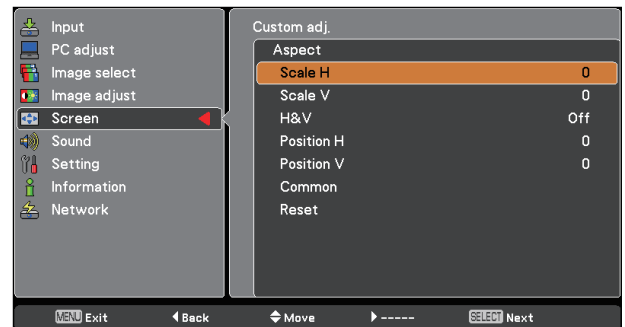 Input
PC adjust
Image select
Image adjust
Screen
Sound
Setting
Information
Network
Custom adj.
Aspect
Scale H 0
Scale V 0
H&V Off
Position H 0
Position V 0
Common
Reset
MENU Exit Back Move ----- SELECT Next